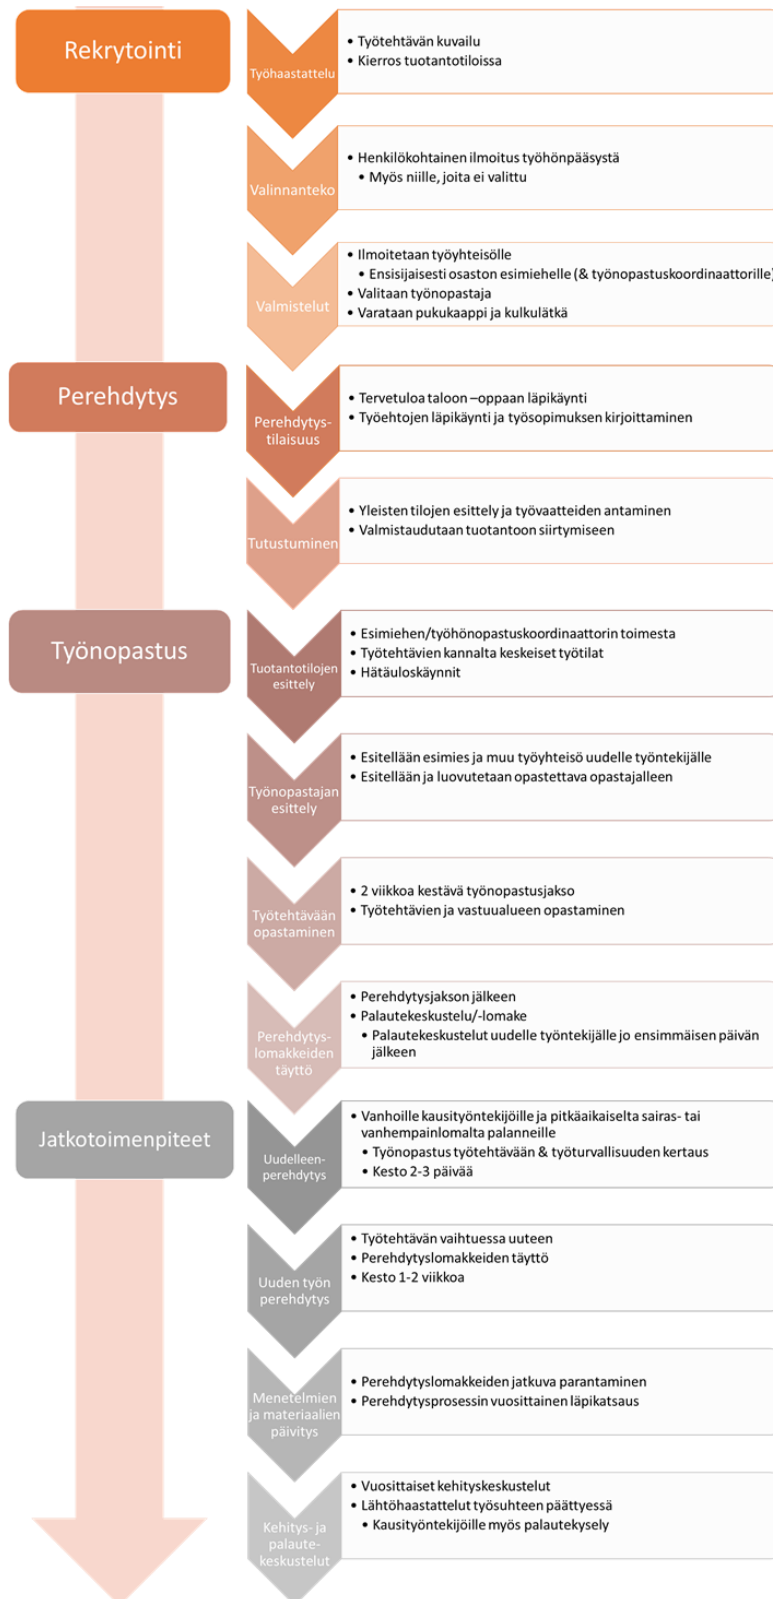 Rekrytointi
Työhaastattelu
• Työtehtävän kuvailu
• Kierros tuotantotiloissa
Valinnanteko
• Henkilökohtainen ilmoitus työhönpääsystä
• Myös niille, joita ei valittu
Valmistelut
• Ilmoitetaan työyhteisölle
• Ensisijaisesti osaston esimiehelle (& työnopastuskoordinaattorille)
• Valitaan työnopastaja
• Varataan pukukaappi ja kulkulätkä
Perehdytys
Perehdytys-
tilaisuus
• Tervetuloa taloon –oppaan läpikäynti
• Työehtojen läpikäynti ja työsopimuksen kirjoittaminen
Tutustuminen
• Yleisten tilojen esittely ja työvaatteiden antaminen
• Valmistaudutaan tuotantoon siirtymiseen
Työnopastus
Tuotantotilojen
esittely
• Esimiehen/työhönopastuskoordinaattorin toimesta
• Työtehtävien kannalta keskeiset työtilat
• Hätäuloskäynnit
Työnopastajan
esittely
• Esitellään esimies ja muu työyhteisö uudelle työntekijälle
• Esitellään ja luovutetaan opastettava opastajalleen
Työtehtävään
opastaminen
• 2 viikkoa kestävä työnopastusjakso
• Työtehtävien ja vastuualueen opastaminen
Perehdytys-
lomakkeiden
täyttö
• Perehdytysjakson jälkeen
• Palautekeskustelu/-lomake
• Palautekeskustelut uudelle työntekijälle jo ensimmäisen päivän
jälkeen
Jatkotoimenpiteet
Uudelleen-
perehdytys
• Vanhoille kausityöntekijöille ja pitkäaikaiselta sairas- tai
vanhempainlomalta palanneille
• Työnopastus työtehtävään & työturvallisuuden kertaus
• Kesto 2-3 päivää
Uuden työn
perehdytys
• Työtehtävän vaihtuessa uuteen
• Perehdytyslomakkeiden täyttö
• Kesto 1-2 viikkoa
Menetelmien
ja materiaalien
päivitys
• Perehdytyslomakkeiden jatkuva parantaminen
• Perehdytysprosessin vuosittainen läpikatsaus
Kehitys- ja
palaute-
keskustelut
• Vuosittaiset kehityskeskustelut
• Lähtöhaastattelut työsuhteen päättyessä
• Kausityöntekijöille myös palautekysely